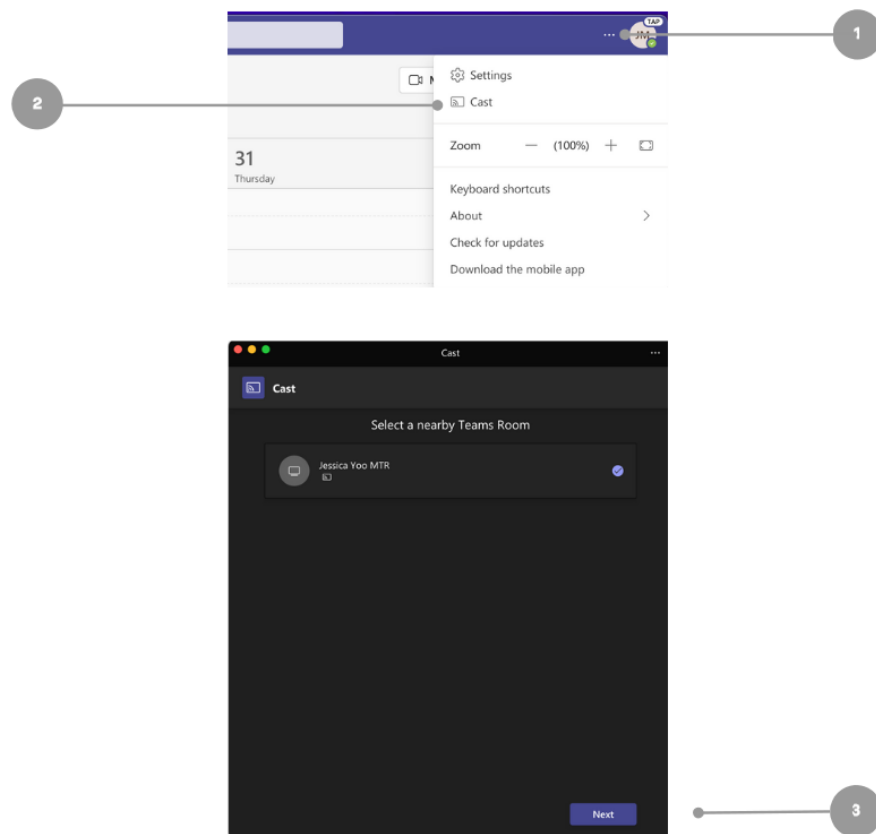 TAP
JM
1
M
Settings
2
Cast
Zoom (100%)
31
Thursday
Keyboard shortcuts
About
Check for updates
Download the mobile app
Cast
Cast
Select a nearby Teams Room
Jessica Yoo MTR
Next
3